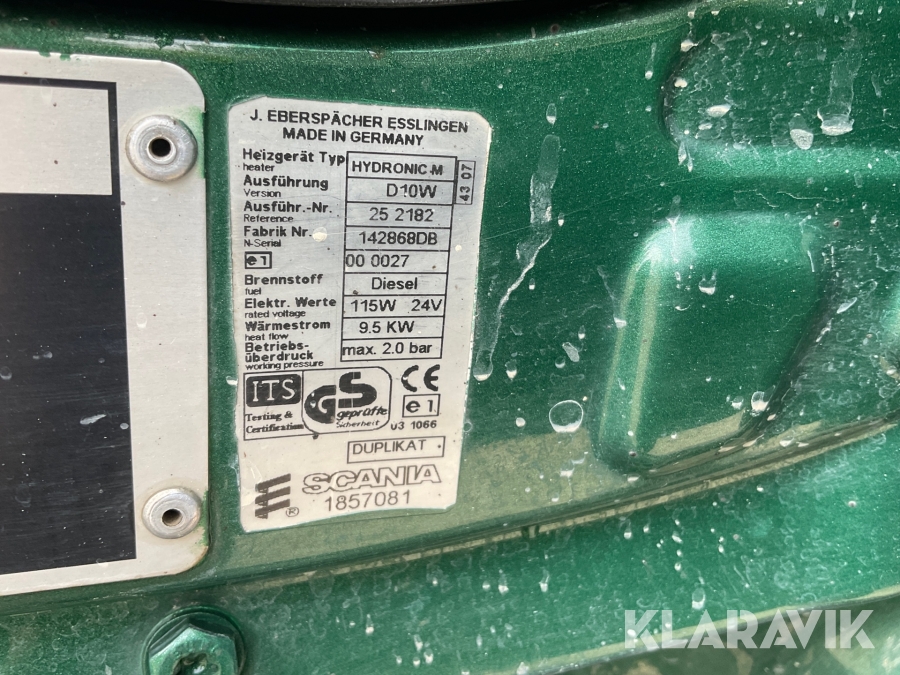 J. EBERSPÄCHER ESSLINGEN
MADE IN GERMANY
Heizgerät Typ HYDRONIC M 43 07
heater
Ausführung D10W
Version
Ausführ.-Nr. 25 2182
Reference
Fabrik Nr. 142868DB
N-Serial
e1 00 0027
Brennstoff Diesel
fuel
Elektr. Werte 115W 24V
rated voltage
Wärmestrom 9.5 KW
heat flow
Betriebs-
überdruck max. 2.0 bar
working pressure
ITS
Testing &
Certification
GS
geprüfte
Sicherheit
CE
e1
03 1066
DUPLIKAT
SCANIA
®
1857081
KLARAVIK